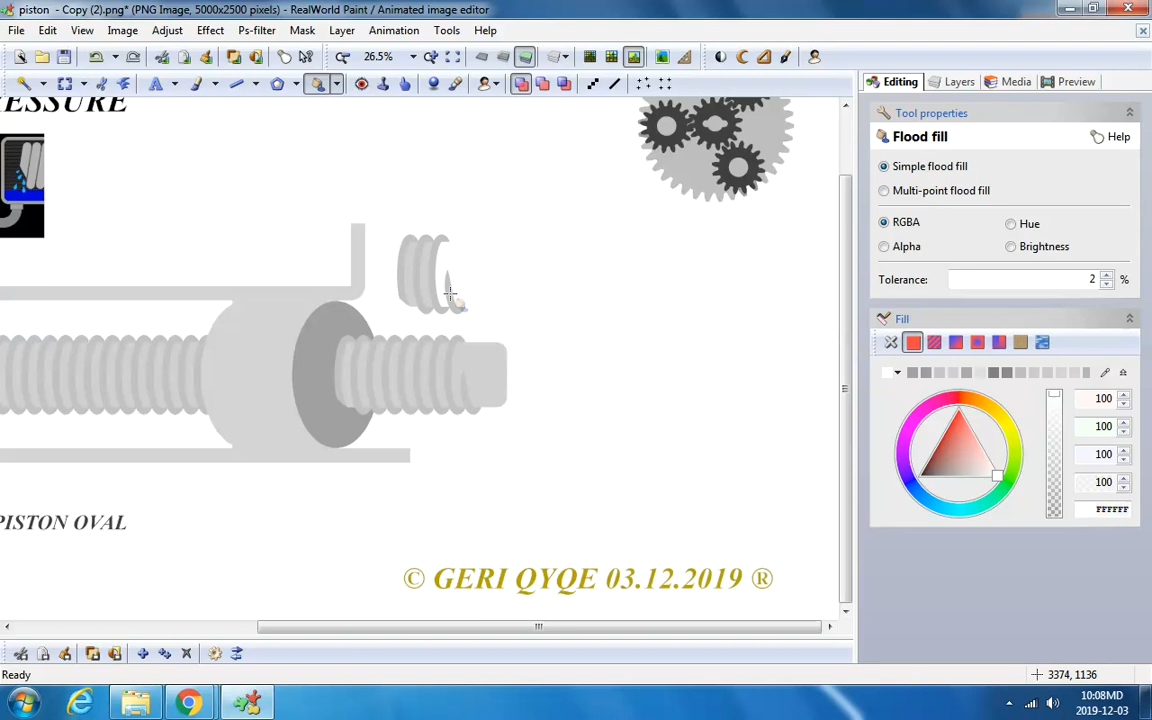 piston - Copy (2).png* (PNG Image, 5000x2500 pixels) - RealWorld Paint / Animated image editor
File Edit View Image Adjust Effect Ps-filter Mask Layer Animation Tools Help
26.5%
Editing Layers Media Preview
Tool properties
Flood fill Help
Simple flood fill
Multi-point flood fill
RGBA Hue
Alpha Brightness
Tolerance: 2 %
Fill
100
100
100
100
FFFFFF
ESSURE
PISTON OVAL
© GERI QYQE 03.12.2019 ®
Ready
3374, 1136
10:08MD
2019-12-03